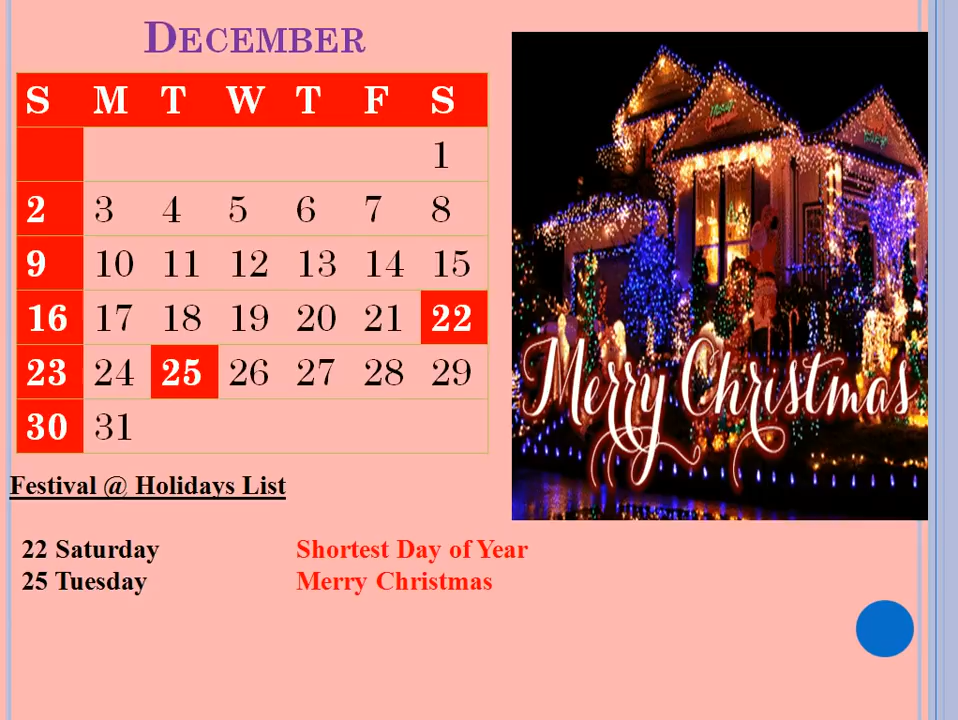 DECEMBER
S M T W T F S
1
2 3 4 5 6 7 8
9 10 11 12 13 14 15
16 17 18 19 20 21 22
23 24 25 26 27 28 29
30 31
Merry Christmas
Festival @ Holidays List
22 Saturday Shortest Day of Year
25 Tuesday Merry Christmas